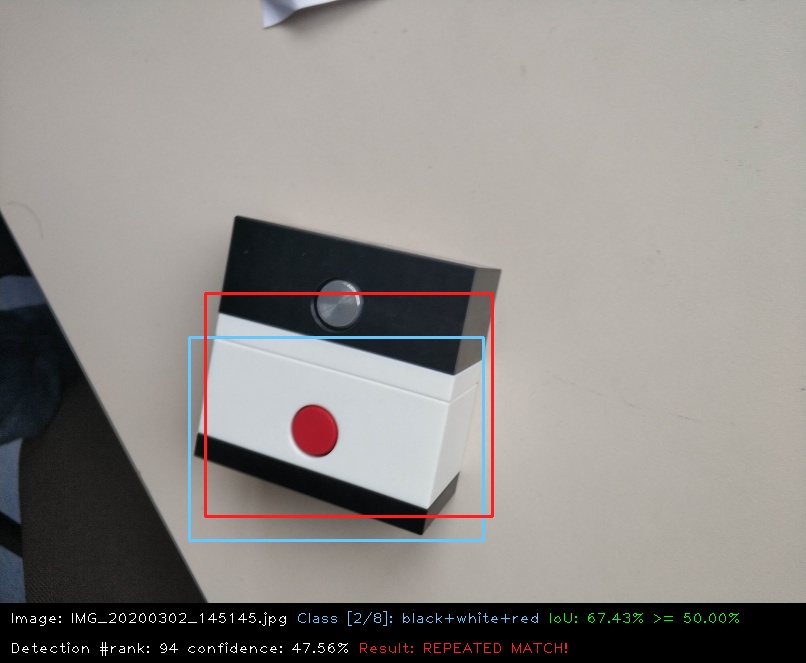 Image: IMG_20200302_145145.jpg Class [2/8]: black+white+red IoU: 67.43% >= 50.00%
Detection #rank: 94 confidence: 47.56% Result: REPEATED MATCH!